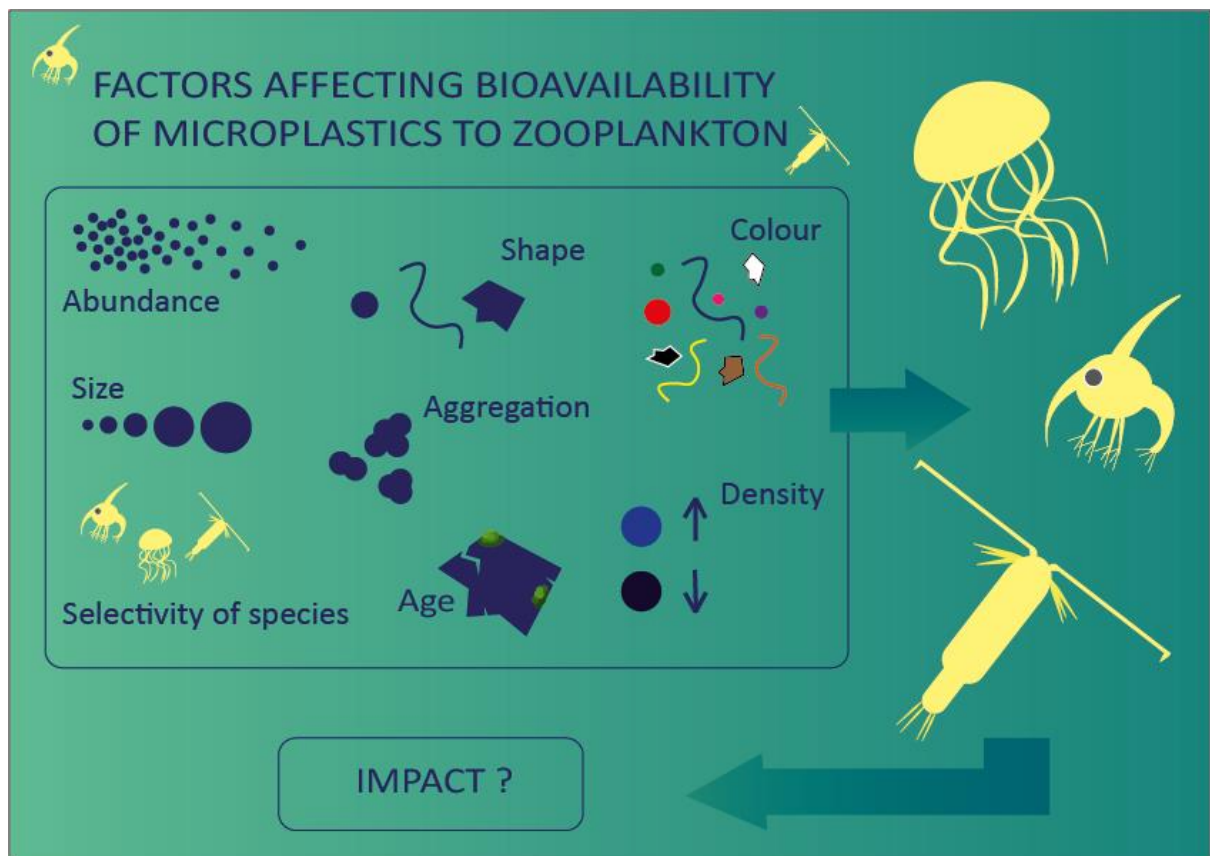 FACTORS AFFECTING BIOAVAILABILITY
OF MICROPLASTICS TO ZOOPLANKTON
Abundance
Shape
Colour
Size
Aggregation
Density
Selectivity of species
Age
IMPACT ?